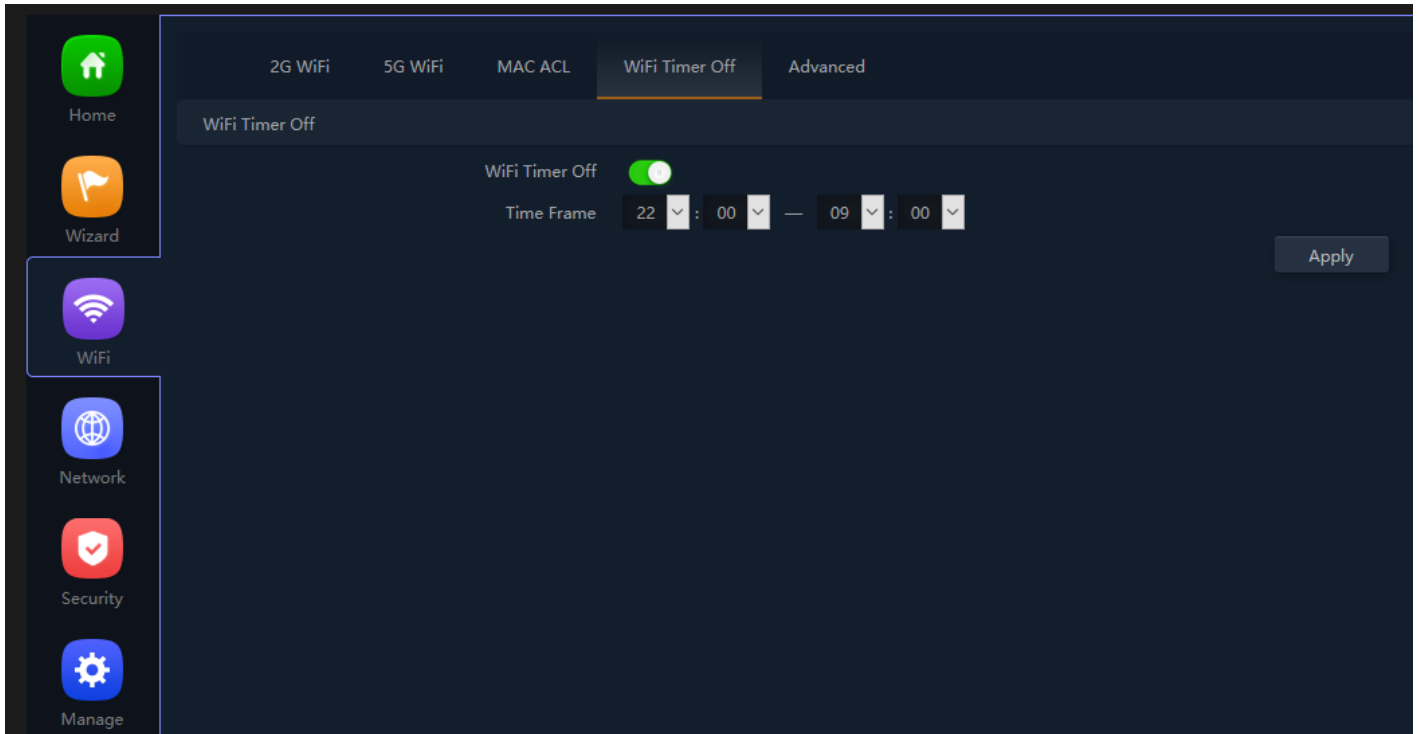 2G WiFi 5G WiFi MAC ACL WiFi Timer Off Advanced
WiFi Timer Off
WiFi Timer Off
Time Frame 22 : 00 — 09 : 00
Apply
Home
Wizard
WiFi
Network
Security
Manage